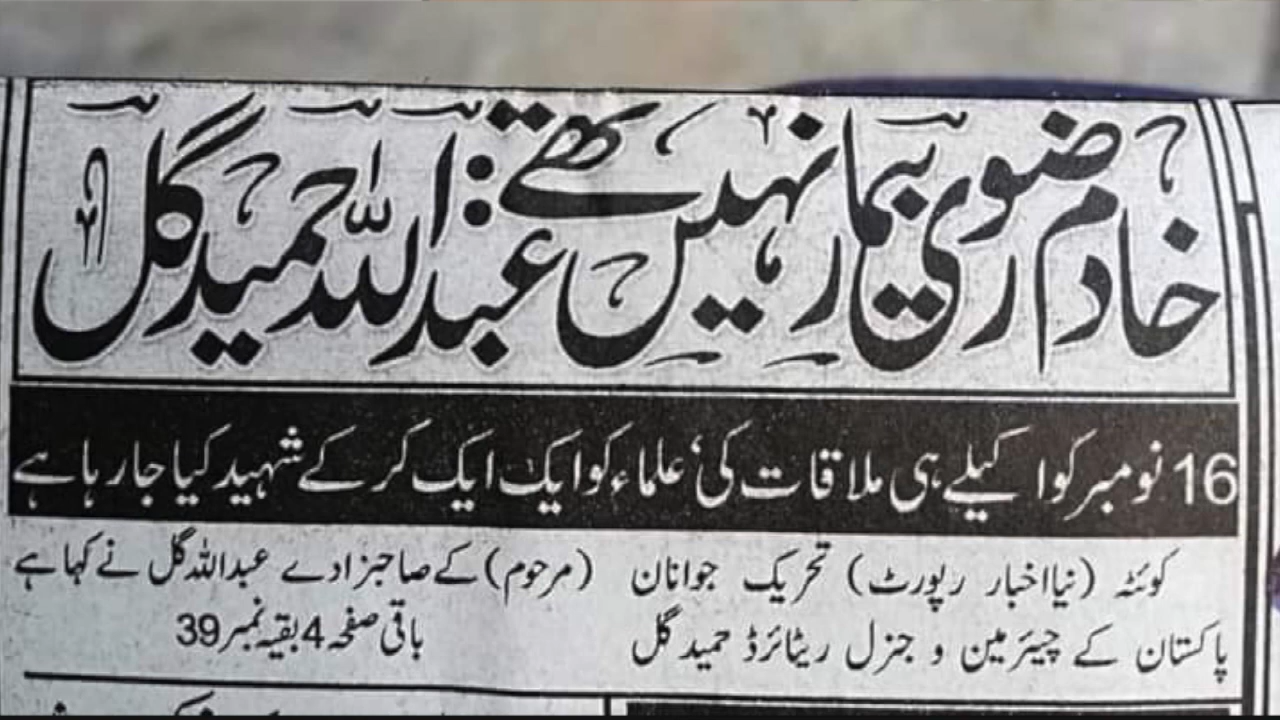 خادم رضوی بیمار نہیں تھے: عبداللہ حمید گل
16 نومبر کو اکیلے ہی ملاقات کی، علماء کو ایک ایک کر کے شہید کیا جا رہا ہے
کوئٹہ (نیا اخبار رپورٹ) تحریک جوانان
پاکستان کے چیئرمین و جنرل ریٹائرڈ حمید گل
(مرحوم) کے صاحبزادے عبداللہ گل نے کہا ہے
باقی صفحہ 4 بقیہ نمبر 39